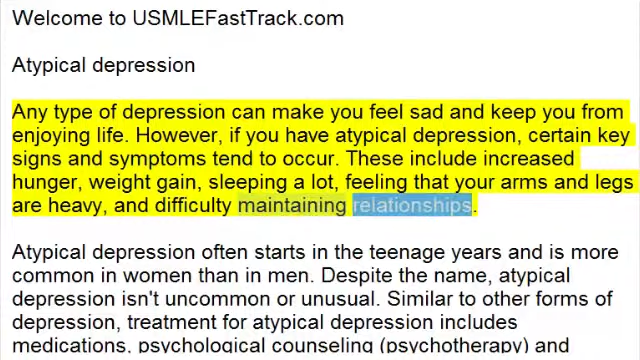 Welcome to USMLEFastTrack.com
Atypical depression
Any type of depression can make you feel sad and keep you from
enjoying life. However, if you have atypical depression, certain key
signs and symptoms tend to occur. These include increased
hunger, weight gain, sleeping a lot, feeling that your arms and legs
are heavy, and difficulty maintaining relationships.
Atypical depression often starts in the teenage years and is more
common in women than in men. Despite the name, atypical
depression isn't uncommon or unusual. Similar to other forms of
depression, treatment for atypical depression includes
medications, psychological counseling (psychotherapy) and